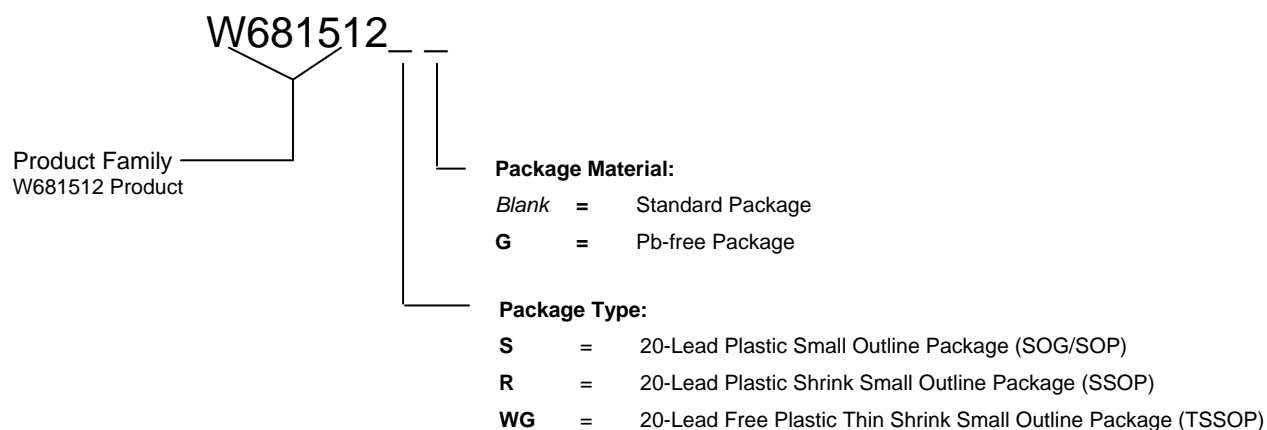 W681512_ _
Product Family
W681512 Product
Package Material:
Blank = Standard Package
G = Pb-free Package
Package Type:
S = 20-Lead Plastic Small Outline Package (SOG/SOP)
R = 20-Lead Plastic Shrink Small Outline Package (SSOP)
WG = 20-Lead Free Plastic Thin Shrink Small Outline Package (TSSOP)